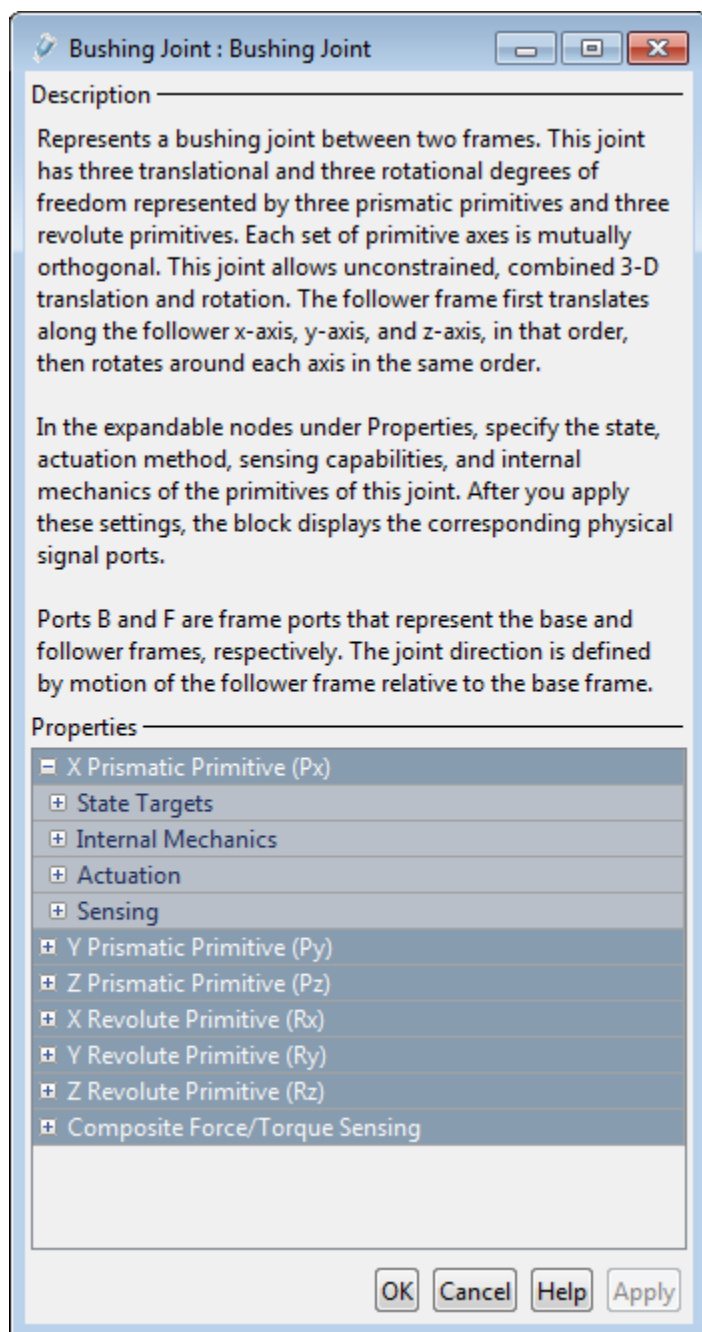 Bushing Joint : Bushing Joint
Description
Represents a bushing joint between two frames. This joint
has three translational and three rotational degrees of
freedom represented by three prismatic primitives and three
revolute primitives. Each set of primitive axes is mutually
orthogonal. This joint allows unconstrained, combined 3-D
translation and rotation. The follower frame first translates
along the follower x-axis, y-axis, and z-axis, in that order,
then rotates around each axis in the same order.
In the expandable nodes under Properties, specify the state,
actuation method, sensing capabilities, and internal
mechanics of the primitives of this joint. After you apply
these settings, the block displays the corresponding physical
signal ports.
Ports B and F are frame ports that represent the base and
follower frames, respectively. The joint direction is defined
by motion of the follower frame relative to the base frame.
Properties
X Prismatic Primitive (Px)
State Targets
Internal Mechanics
Actuation
Sensing
Y Prismatic Primitive (Py)
Z Prismatic Primitive (Pz)
X Revolute Primitive (Rx)
Y Revolute Primitive (Ry)
Z Revolute Primitive (Rz)
Composite Force/Torque Sensing
OK Cancel Help Apply